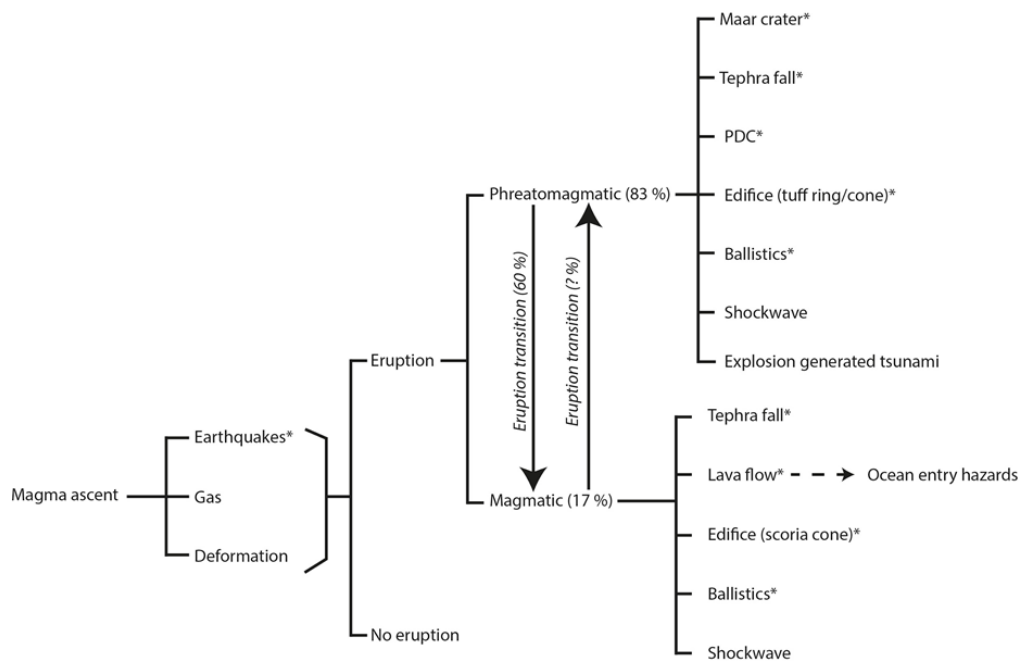 Magma ascent
Earthquakes*
Gas
Deformation
Eruption
No eruption
Phreatomagmatic (83 %)
Eruption transition (60 %)
Eruption transition (? %)
Magmatic (17 %)
Maar crater*
Tephra fall*
PDC*
Edifice (tuff ring/cone)*
Ballistics*
Shockwave
Explosion generated tsunami
Tephra fall*
Lava flow*
Ocean entry hazards
Edifice (scoria cone)*
Ballistics*
Shockwave